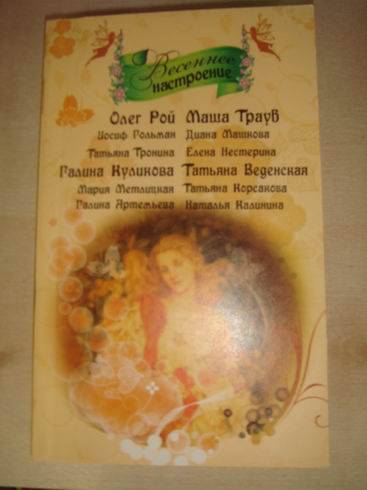 Весеннее
настроение
Олег Рой Маша Трауб
Иосиф Гольман Диана Машкова
Татьяна Тронина Елена Нестерина
Галина Куликова Татьяна Веденская
Мария Метлицкая Татьяна Корсакова
Галина Артемьева Наталья Калинина